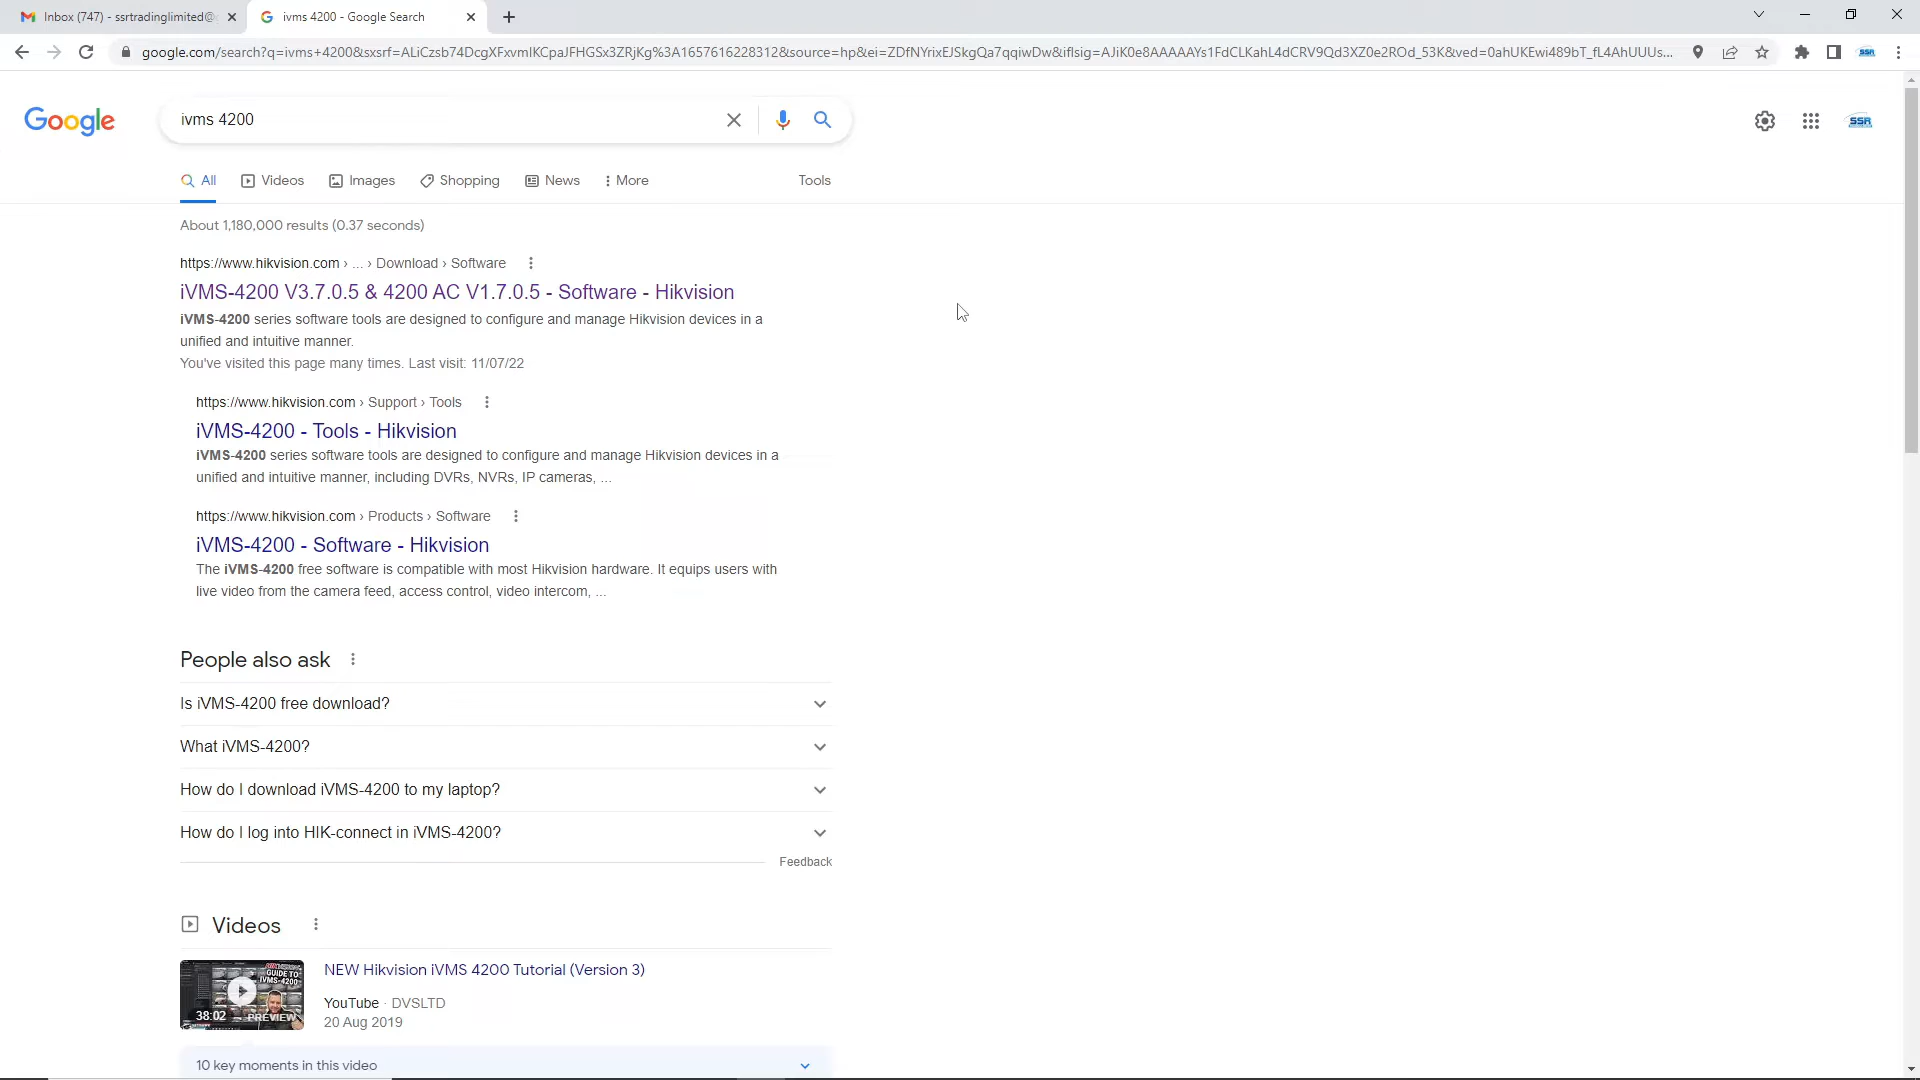 Inbox (747) - ssrtradinglimited@
ivms 4200 - Google Search
google.com/search?q=ivms+4200&sxsrf=ALiCzsb74DcgXFxvmlKCpaJFHGSx3ZRjKg%3A1657616228312&source=hp&ei=ZDfNYrixEJSkgQa7qqiwDw&iflsig=AJiK0e8AAAAAYs1FdCLKahL4dCRV9Qd3XZ0e2ROd_53K&ved=0ahUKEwi489bT_fL4AhUUUs...
SSR
Google
ivms 4200
SSR
All
Videos
Images
Shopping
News
More
Tools
About 1,180,000 results (0.37 seconds)
https://www.hikvision.com › ... › Download › Software
iVMS-4200 V3.7.0.5 & 4200 AC V1.7.0.5 - Software - Hikvision
iVMS-4200 series software tools are designed to configure and manage Hikvision devices in a
unified and intuitive manner.
You've visited this page many times. Last visit: 11/07/22
https://www.hikvision.com › Support › Tools
iVMS-4200 - Tools - Hikvision
iVMS-4200 series software tools are designed to configure and manage Hikvision devices in a
unified and intuitive manner, including DVRs, NVRs, IP cameras, ...
https://www.hikvision.com › Products › Software
iVMS-4200 - Software - Hikvision
The iVMS-4200 free software is compatible with most Hikvision hardware. It equips users with
live video from the camera feed, access control, video intercom, ...
People also ask
Is iVMS-4200 free download?
What iVMS-4200?
How do I download iVMS-4200 to my laptop?
How do I log into HIK-connect in iVMS-4200?
Feedback
Videos
GUIDE TO
iVMS-4200
38:02
PREVIEW
NEW Hikvision iVMS 4200 Tutorial (Version 3)
YouTube · DVSLTD
20 Aug 2019
10 key moments in this video